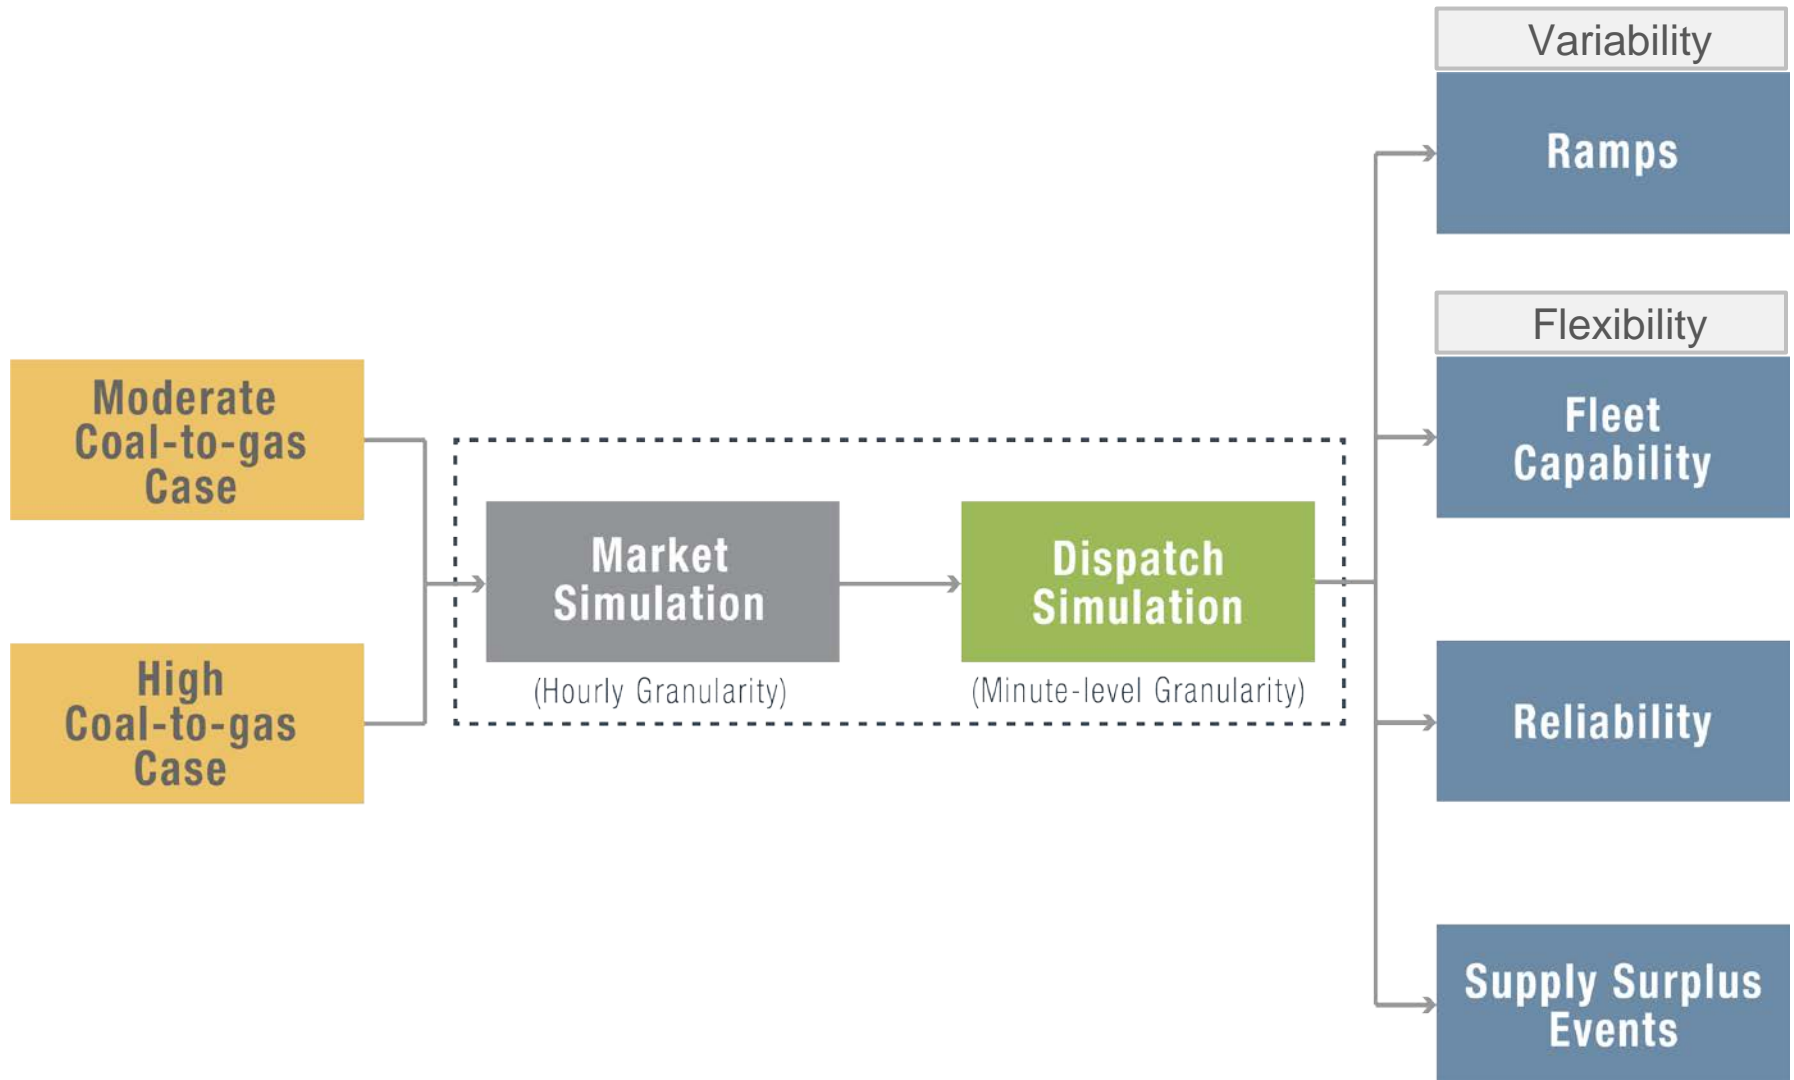 Variability
Ramps
Flexibility
Fleet
Capability
Moderate
Coal-to-gas
Case
Market
Simulation
(Hourly Granularity)
Dispatch
Simulation
(Minute-level Granularity)
High
Coal-to-gas
Case
Reliability
Supply Surplus
Events